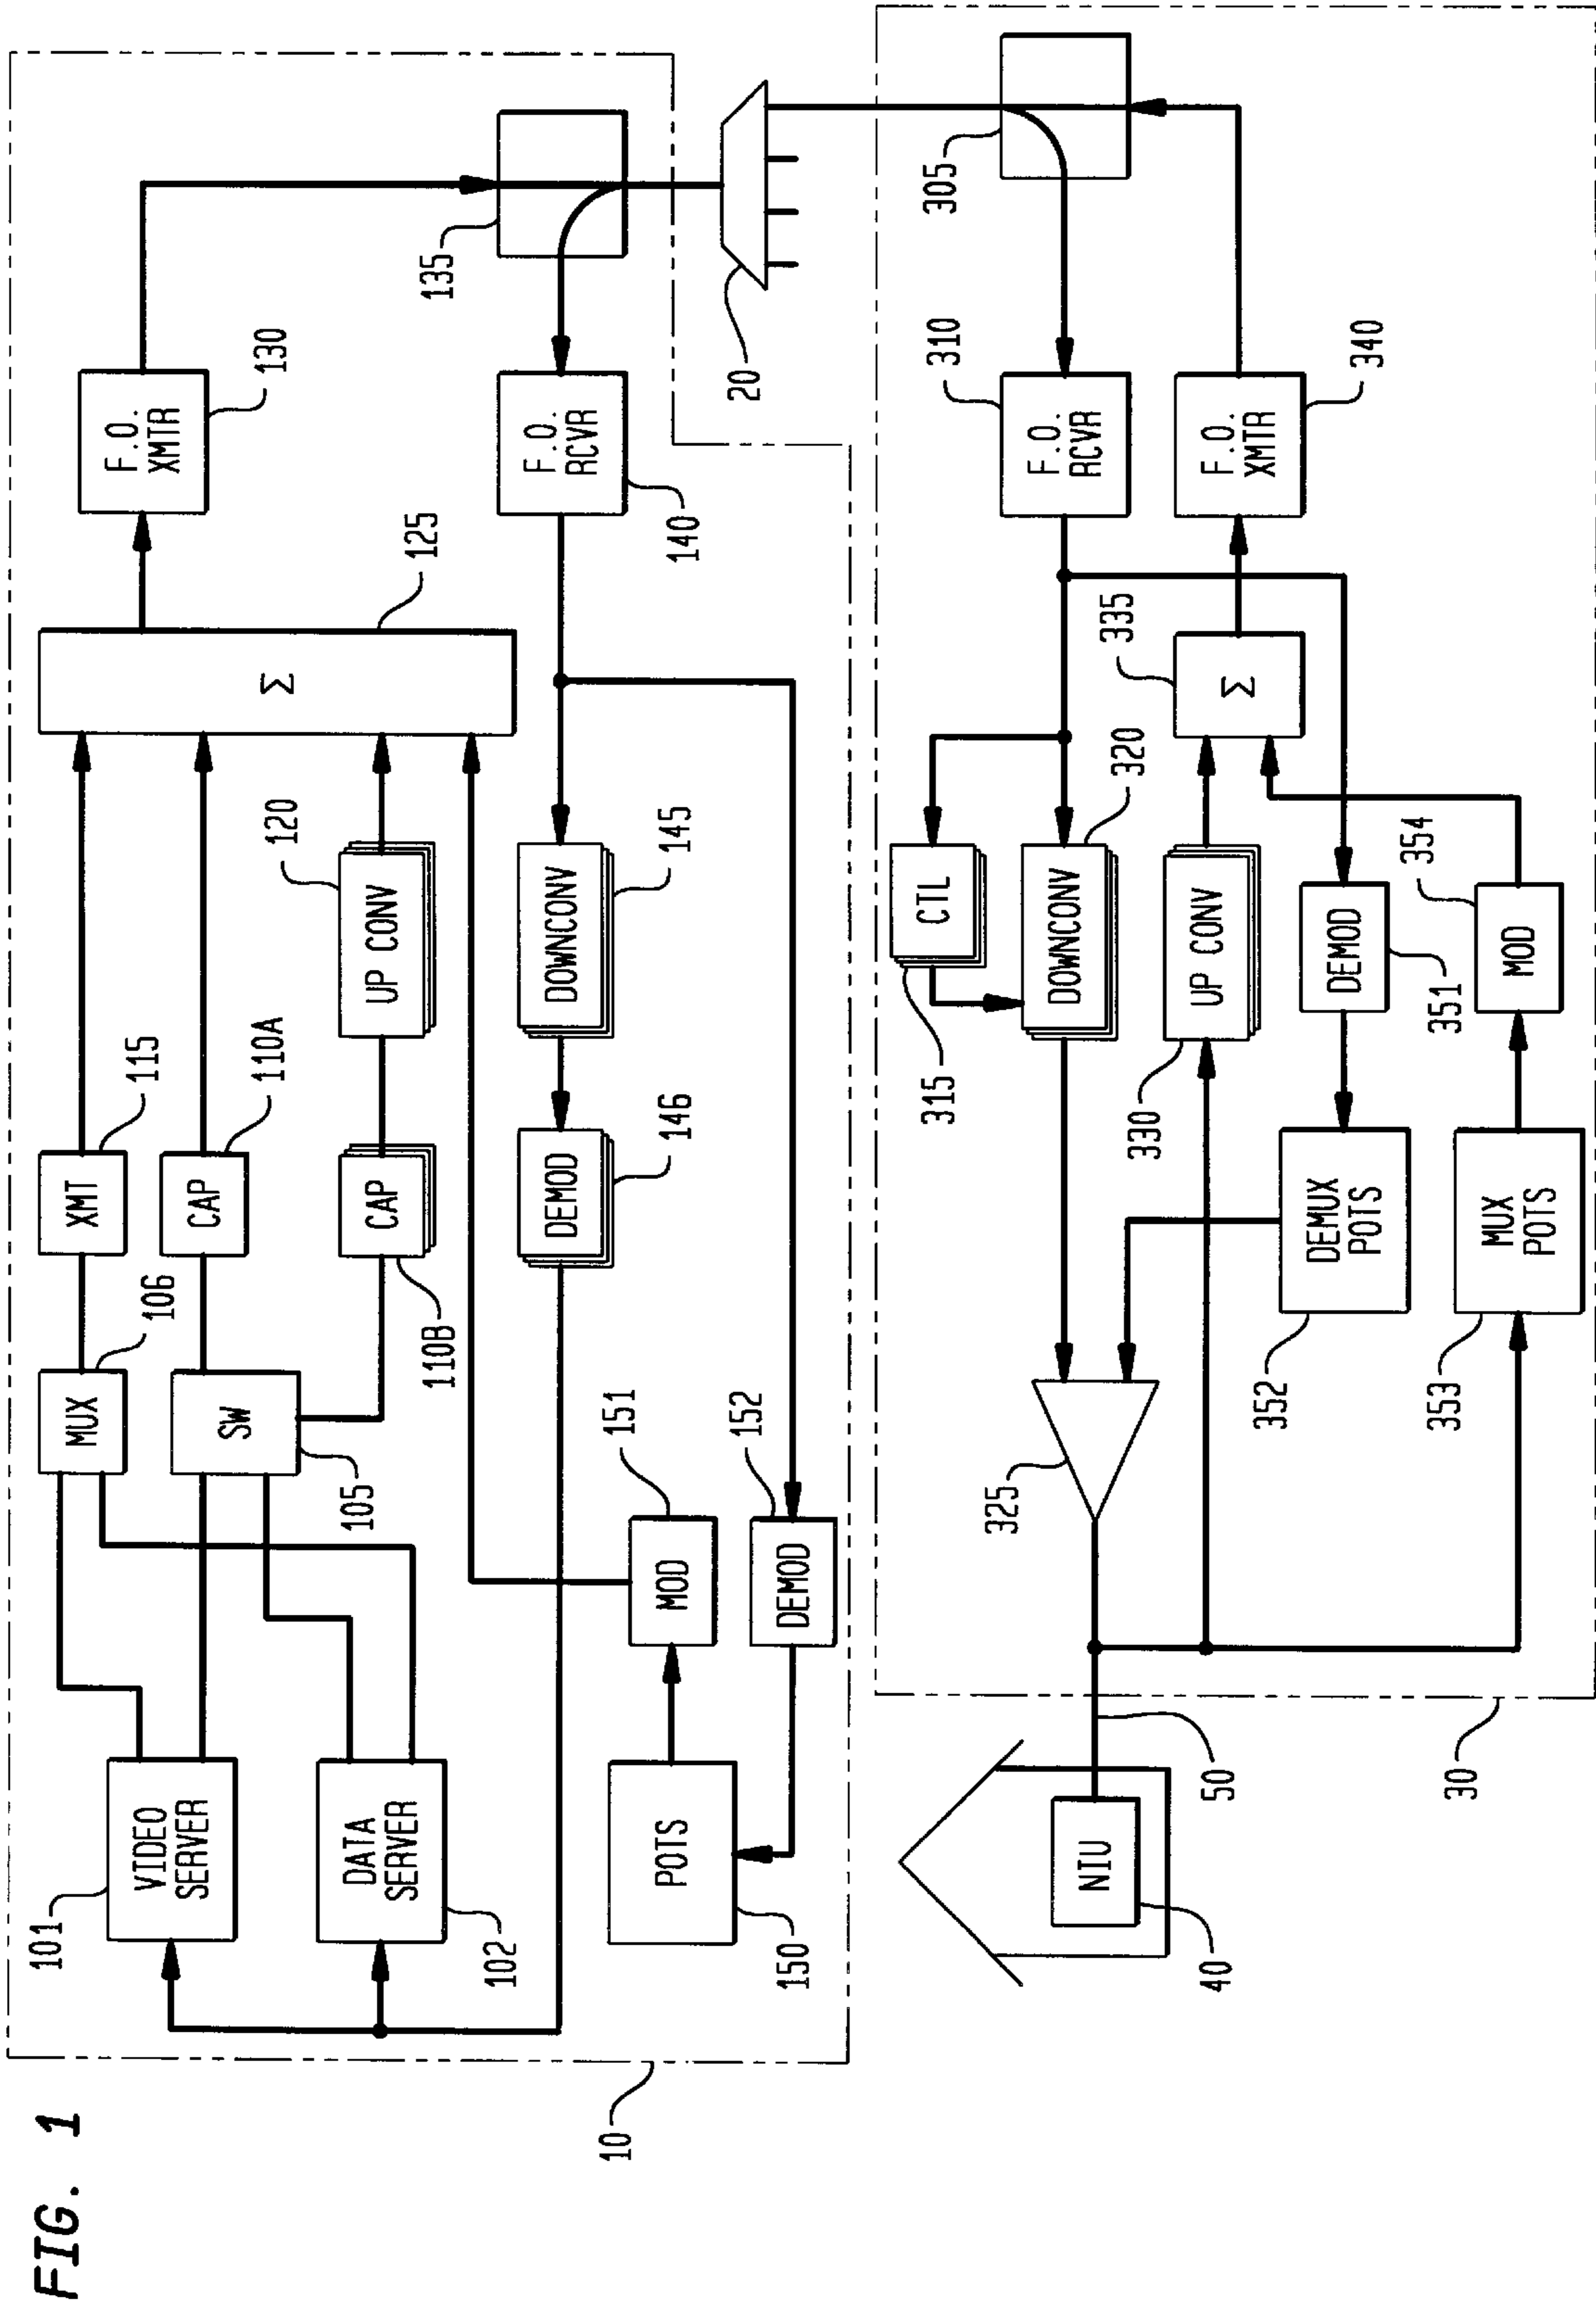 FIG. 1
10
101
VIDEO
SERVER
102
DATA
SERVER
MUX
106
SW
105
XMT
115
CAP
110A
CAP
110B
UP CONV
120
Σ
125
F.O.
XMTR
130
135
F.O.
RCVR
140
DOWNCONV
145
DEMOD
146
POTS
150
MOD
151
DEMOD
152
20
30
305
F.O.
RCVR
310
CTL
315
DOWNCONV
320
325
UP CONV
330
Σ
335
F.O.
XMTR
340
DEMOD
351
DEMUX
POTS
352
MUX
POTS
353
MOD
354
NIU
40
50